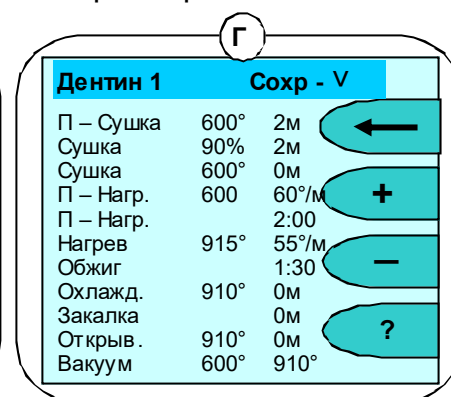 Г
Дентин 1 Сохр - V
П – Сушка 600° 2м
Сушка 90% 2м
Сушка 600° 0м
П – Нагр. 600 60°/м
П – Нагр. 2:00
Нагрев 915° 55°/м
Обжиг 1:30
Охлажд. 910° 0м
Закалка 0м
Открыв. 910° 0м
Вакуум 600° 910°
+
–
?